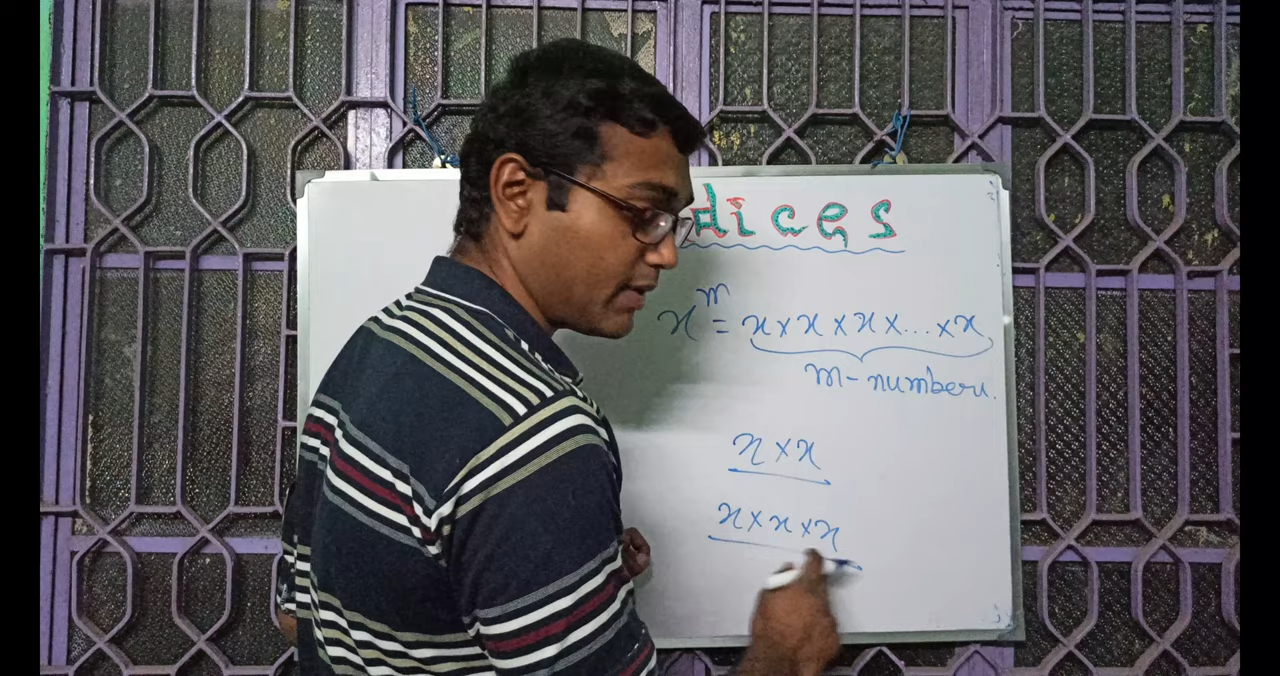 dices
x^m = x × x × x × ... × x
m - numbers.
x × x
x × x × x